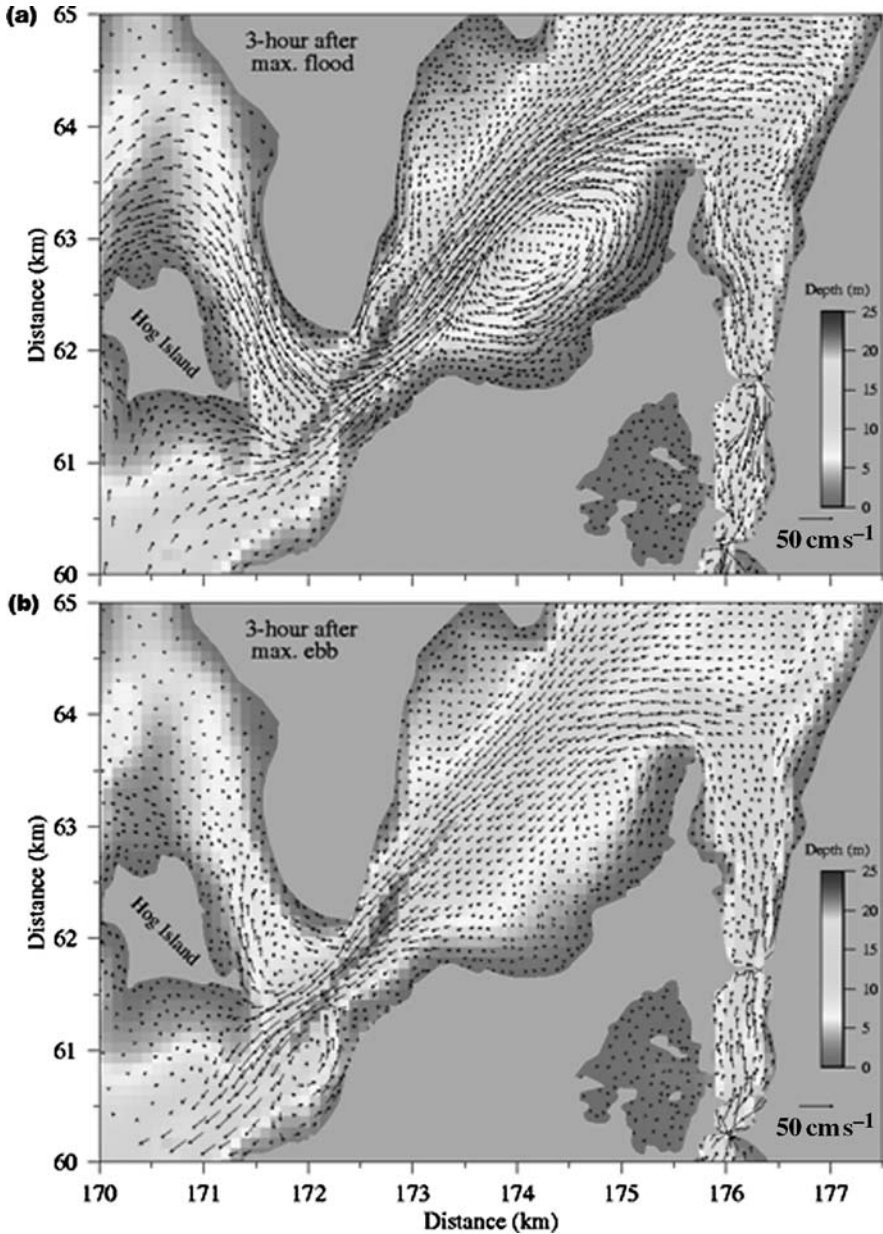 (a)
3-hour after
max. flood
65
64
63
62
61
60
Distance (km)
Hog Island
Depth (m)
25
20
15
10
5
0
50 cm s⁻¹
(b)
3-hour after
max. ebb
65
64
63
62
61
60
Distance (km)
Hog Island
Depth (m)
25
20
15
10
5
0
50 cm s⁻¹
170 171 172 173 174 175 176 177
Distance (km)